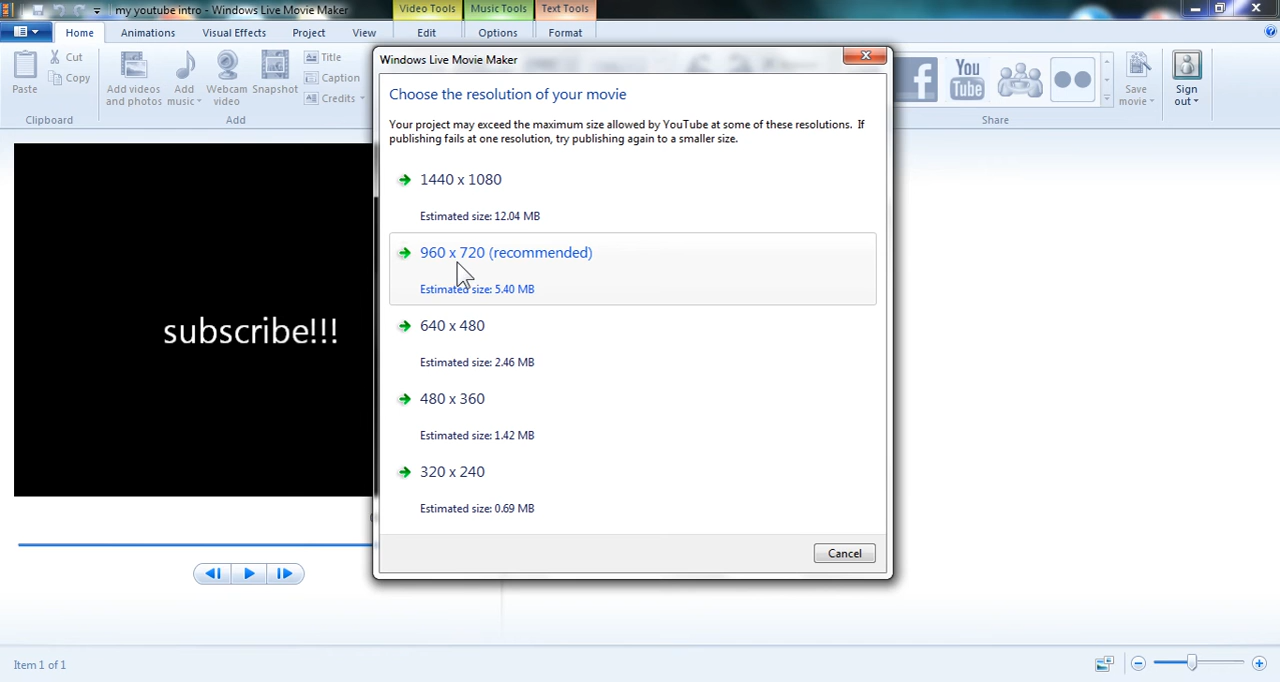 my youtube intro - Windows Live Movie Maker
Video Tools
Music Tools
Text Tools
Home
Animations
Visual Effects
Project
View
Edit
Options
Format
Paste
Cut
Copy
Clipboard
Add videos and photos
Add music
Webcam video
Snapshot
Title
Caption
Credits
Add
You Tube
Share
Save movie
Sign out
subscribe!!!
Windows Live Movie Maker
Choose the resolution of your movie
Your project may exceed the maximum size allowed by YouTube at some of these resolutions. If
publishing fails at one resolution, try publishing again to a smaller size.
1440 x 1080
Estimated size: 12.04 MB
960 x 720 (recommended)
Estimated size: 5.40 MB
640 x 480
Estimated size: 2.46 MB
480 x 360
Estimated size: 1.42 MB
320 x 240
Estimated size: 0.69 MB
Cancel
Item 1 of 1